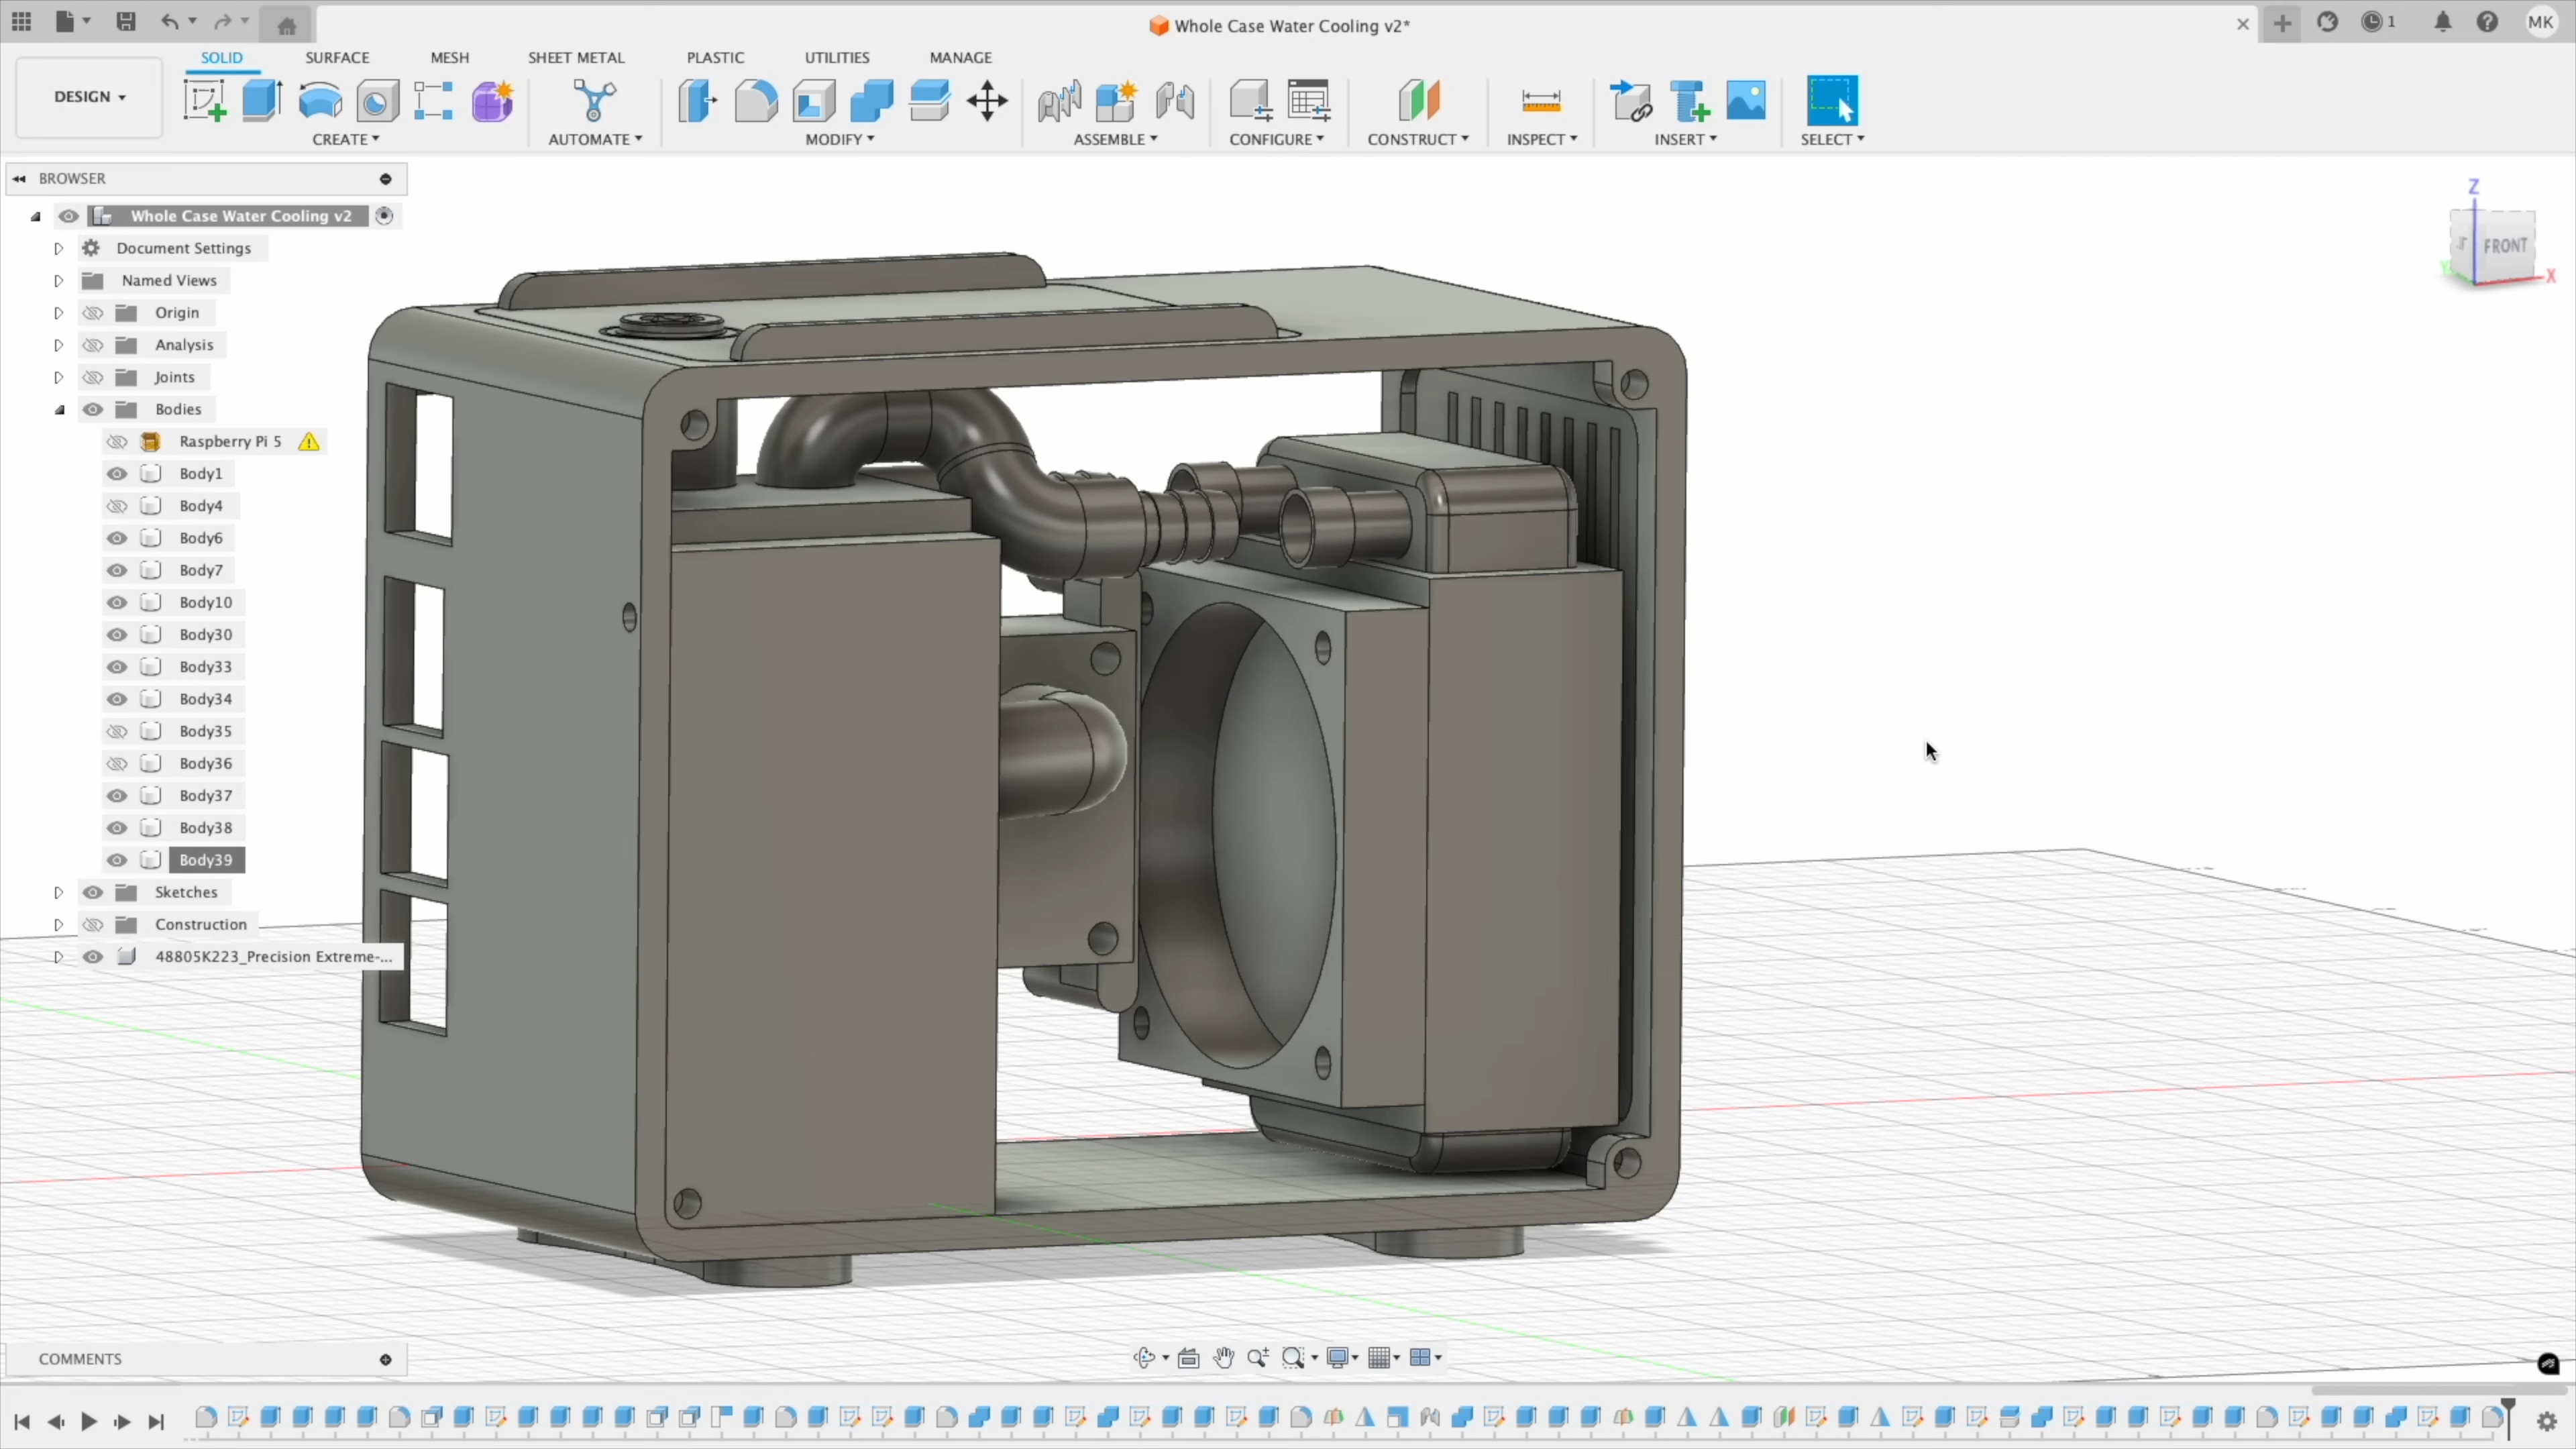 Whole Case Water Cooling v2*
1
MK
SOLID
SURFACE
MESH
SHEET METAL
PLASTIC
UTILITIES
MANAGE
DESIGN
CREATE
AUTOMATE
MODIFY
ASSEMBLE
CONFIGURE
CONSTRUCT
INSPECT
INSERT
SELECT
BROWSER
Whole Case Water Cooling v2
Document Settings
Named Views
Origin
Analysis
Joints
Bodies
Raspberry Pi 5
Body1
Body4
Body6
Body7
Body10
Body30
Body33
Body34
Body35
Body36
Body37
Body38
Body39
Sketches
Construction
48805K223_Precision Extreme-...
Z
FRONT
X
COMMENTS